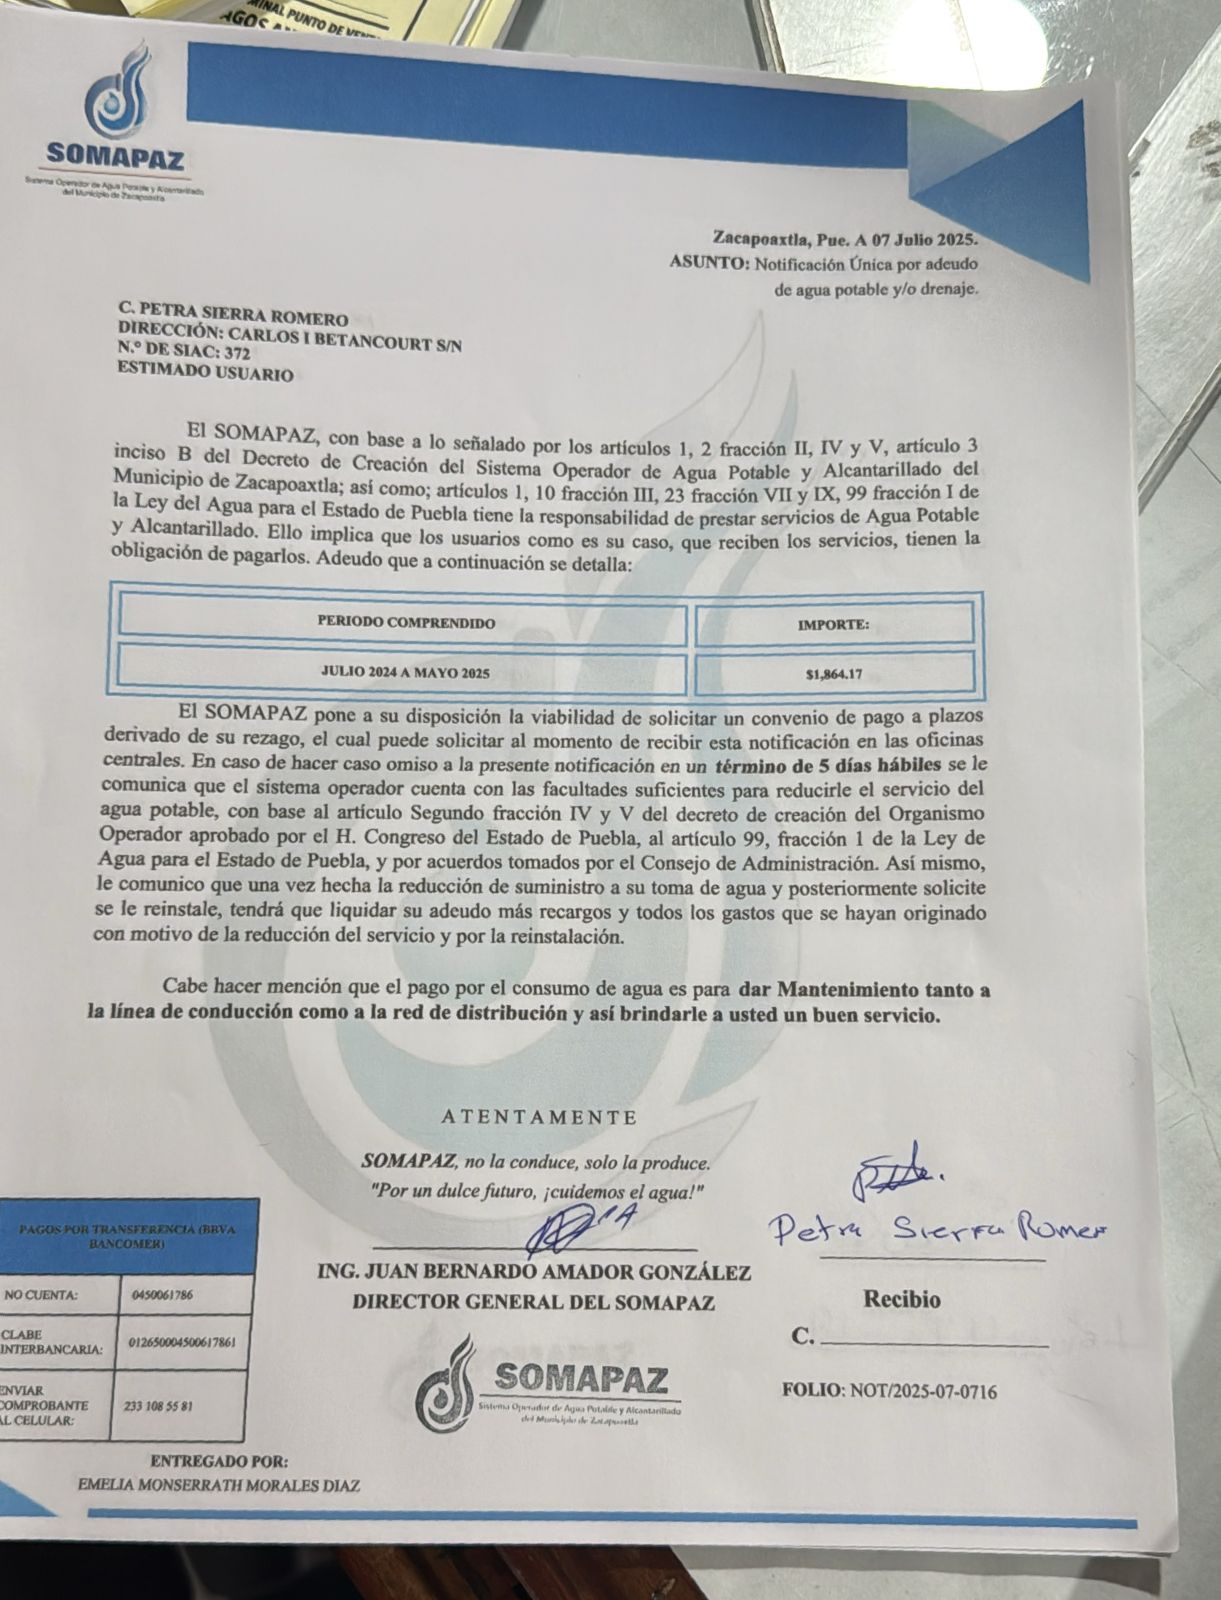 MINAL PUNTO DE VEN
AGOS
SOMAPAZ
Sistema Operador de Agua Potable y Alcantarillado
del Municipio de Zacapoaxtla
Zacapoaxtla, Pue. A 07 Julio 2025.
ASUNTO: Notificación Única por adeudo
de agua potable y/o drenaje.
C. PETRA SIERRA ROMERO
DIRECCIÓN: CARLOS I BETANCOURT S/N
N.º DE SIAC: 372
ESTIMADO USUARIO
El SOMAPAZ, con base a lo señalado por los artículos 1, 2 fracción II, IV y V, artículo 3
inciso B del Decreto de Creación del Sistema Operador de Agua Potable y Alcantarillado del
Municipio de Zacapoaxtla; así como; artículos 1, 10 fracción III, 23 fracción VII y IX, 99 fracción I de
la Ley del Agua para el Estado de Puebla tiene la responsabilidad de prestar servicios de Agua Potable
y Alcantarillado. Ello implica que los usuarios como es su caso, que reciben los servicios, tienen la
obligación de pagarlos. Adeudo que a continuación se detalla:
PERIODO COMPRENDIDO IMPORTE:
JULIO 2024 A MAYO 2025 $1,864.17
El SOMAPAZ pone a su disposición la viabilidad de solicitar un convenio de pago a plazos
derivado de su rezago, el cual puede solicitar al momento de recibir esta notificación en las oficinas
centrales. En caso de hacer caso omiso a la presente notificación en un término de 5 días hábiles se le
comunica que el sistema operador cuenta con las facultades suficientes para reducirle el servicio del
agua potable, con base al artículo Segundo fracción IV y V del decreto de creación del Organismo
Operador aprobado por el H. Congreso del Estado de Puebla, al artículo 99, fracción 1 de la Ley de
Agua para el Estado de Puebla, y por acuerdos tomados por el Consejo de Administración. Así mismo,
le comunico que una vez hecha la reducción de suministro a su toma de agua y posteriormente solicite
se le reinstale, tendrá que liquidar su adeudo más recargos y todos los gastos que se hayan originado
con motivo de la reducción del servicio y por la reinstalación.
Cabe hacer mención que el pago por el consumo de agua es para dar Mantenimiento tanto a
la línea de conducción como a la red de distribución y así brindarle a usted un buen servicio.
ATENTAMENTE
SOMAPAZ, no la conduce, solo la produce.
"Por un dulce futuro, ¡cuidemos el agua!"
Petra Sierra Romero
ING. JUAN BERNARDO AMADOR GONZÁLEZ
DIRECTOR GENERAL DEL SOMAPAZ
Recibio
C.
FOLIO: NOT/2025-07-0716
SOMAPAZ
Sistema Operador de Agua Potable y Alcantarillado
del Municipio de Zacapoaxtla
PAGOS POR TRANSFERENCIA (BBVA
BANCOMER)
NO CUENTA: 0450061786
CLABE
INTERBANCARIA: 012650004500617861
ENVIAR
COMPROBANTE
AL CELULAR: 233 108 55 81
ENTREGADO POR:
EMELIA MONSERRATH MORALES DIAZ